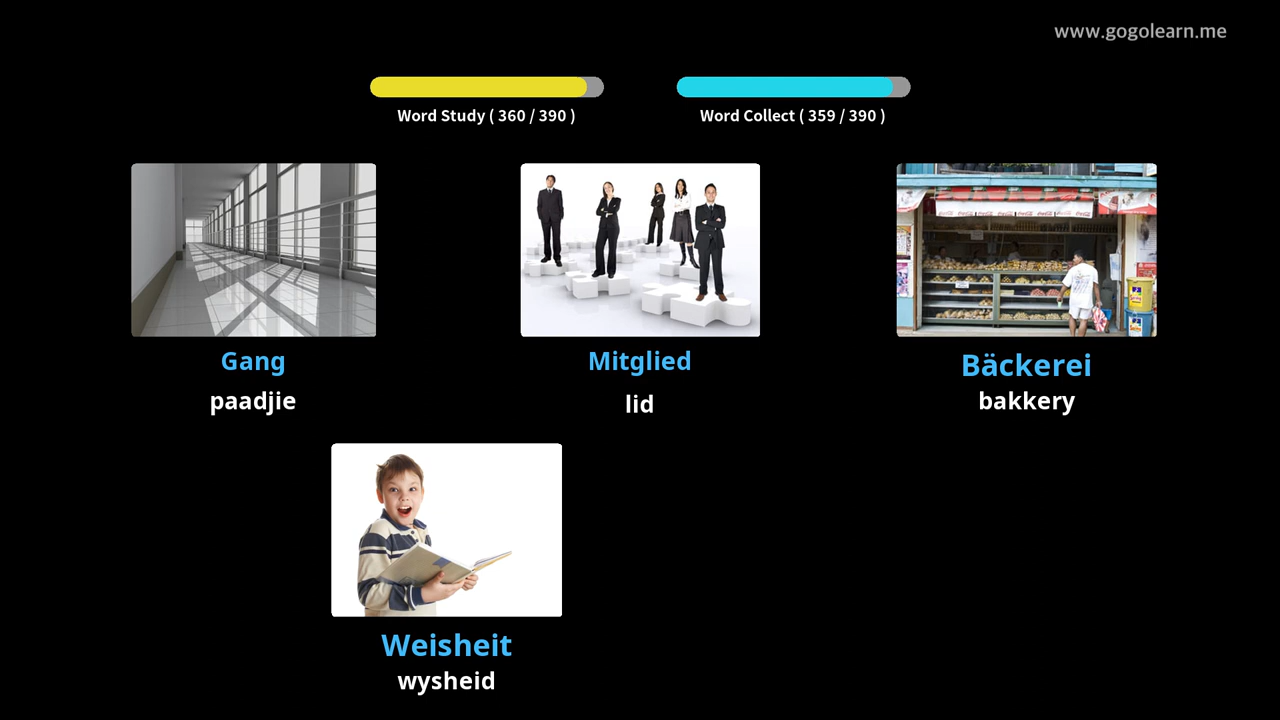 www.gogolearn.me
Word Study ( 360 / 390 )
Word Collect ( 359 / 390 )
Gang
paadjie
Mitglied
lid
Bäckerei
bakkery
Weisheit
wysheid